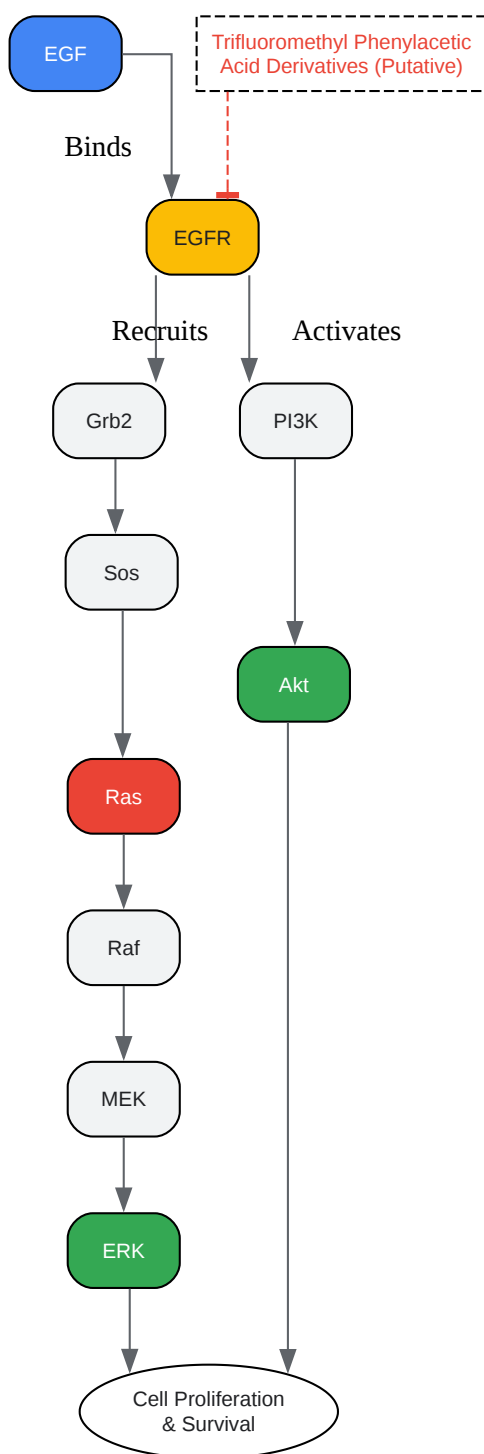 EGF
Trifluoromethyl Phenylacetic
Acid Derivatives (Putative)
Binds
EGFR
Recruits
Activates
Grb2
PI3K
Sos
Akt
Ras
Raf
MEK
ERK
Cell Proliferation
& Survival